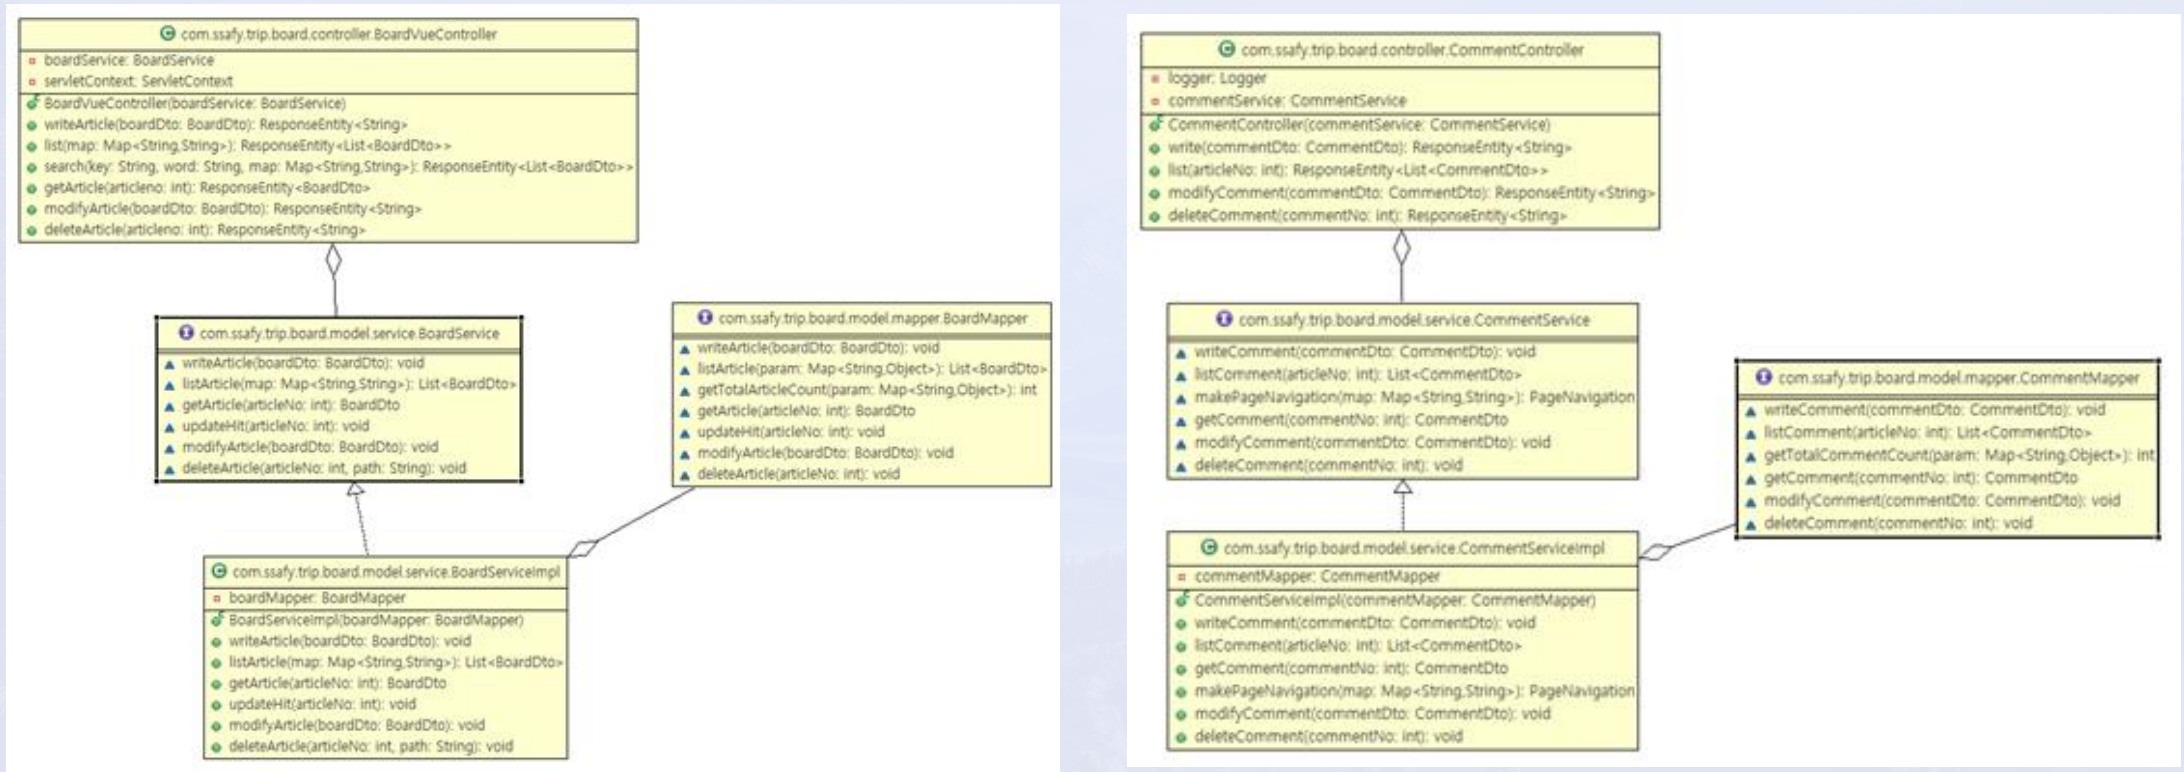 com.ssafy.trip.board.controller.BoardVueController
boardService: BoardService
servletContext: ServletContext
BoardVueController(boardService: BoardService)
writeArticle(boardDto: BoardDto): ResponseEntity<String>
list(map: Map<String,String>): ResponseEntity<List<BoardDto>>
search(key: String, word: String, map: Map<String,String>): ResponseEntity<List<BoardDto>>
getArticle(articleno: int): ResponseEntity<BoardDto>
modifyArticle(boardDto: BoardDto): ResponseEntity<String>
deleteArticle(articleno: int): ResponseEntity<String>
com.ssafy.trip.board.model.service.BoardService
writeArticle(boardDto: BoardDto): void
listArticle(map: Map<String,String>): List<BoardDto>
getArticle(articleNo: int): BoardDto
updateHit(articleNo: int): void
modifyArticle(boardDto: BoardDto): void
deleteArticle(articleNo: int, path: String): void
com.ssafy.trip.board.model.mapper.BoardMapper
writeArticle(boardDto: BoardDto): void
listArticle(param: Map<String,Object>): List<BoardDto>
getTotalArticleCount(param: Map<String,Object>): int
getArticle(articleNo: int): BoardDto
updateHit(articleNo: int): void
modifyArticle(boardDto: BoardDto): void
deleteArticle(articleNo: int): void
com.ssafy.trip.board.model.service.BoardServiceImpl
boardMapper: BoardMapper
BoardServiceImpl(boardMapper: BoardMapper)
writeArticle(boardDto: BoardDto): void
listArticle(map: Map<String,String>): List<BoardDto>
getArticle(articleNo: int): BoardDto
updateHit(articleNo: int): void
modifyArticle(boardDto: BoardDto): void
deleteArticle(articleNo: int, path: String): void
com.ssafy.trip.board.controller.CommentController
logger: Logger
commentService: CommentService
CommentController(commentService: CommentService)
write(commentDto: CommentDto): ResponseEntity<String>
list(articleNo: int): ResponseEntity<List<CommentDto>>
modifyComment(commentDto: CommentDto): ResponseEntity<String>
deleteComment(commentNo: int): ResponseEntity<String>
com.ssafy.trip.board.model.service.CommentService
writeComment(commentDto: CommentDto): void
listComment(articleNo: int): List<CommentDto>
makePageNavigation(map: Map<String,String>): PageNavigation
getComment(commentNo: int): CommentDto
modifyComment(commentDto: CommentDto): void
deleteComment(commentNo: int): void
com.ssafy.trip.board.model.mapper.CommentMapper
writeComment(commentDto: CommentDto): void
listComment(articleNo: int): List<CommentDto>
getTotalCommentCount(param: Map<String,Object>): int
getComment(commentNo: int): CommentDto
modifyComment(commentDto: CommentDto): void
deleteComment(commentNo: int): void
com.ssafy.trip.board.model.service.CommentServiceImpl
commentMapper: CommentMapper
CommentServiceImpl(commentMapper: CommentMapper)
writeComment(commentDto: CommentDto): void
listComment(articleNo: int): List<CommentDto>
getComment(commentNo: int): CommentDto
makePageNavigation(map: Map<String,String>): PageNavigation
modifyComment(commentDto: CommentDto): void
deleteComment(commentNo: int): void